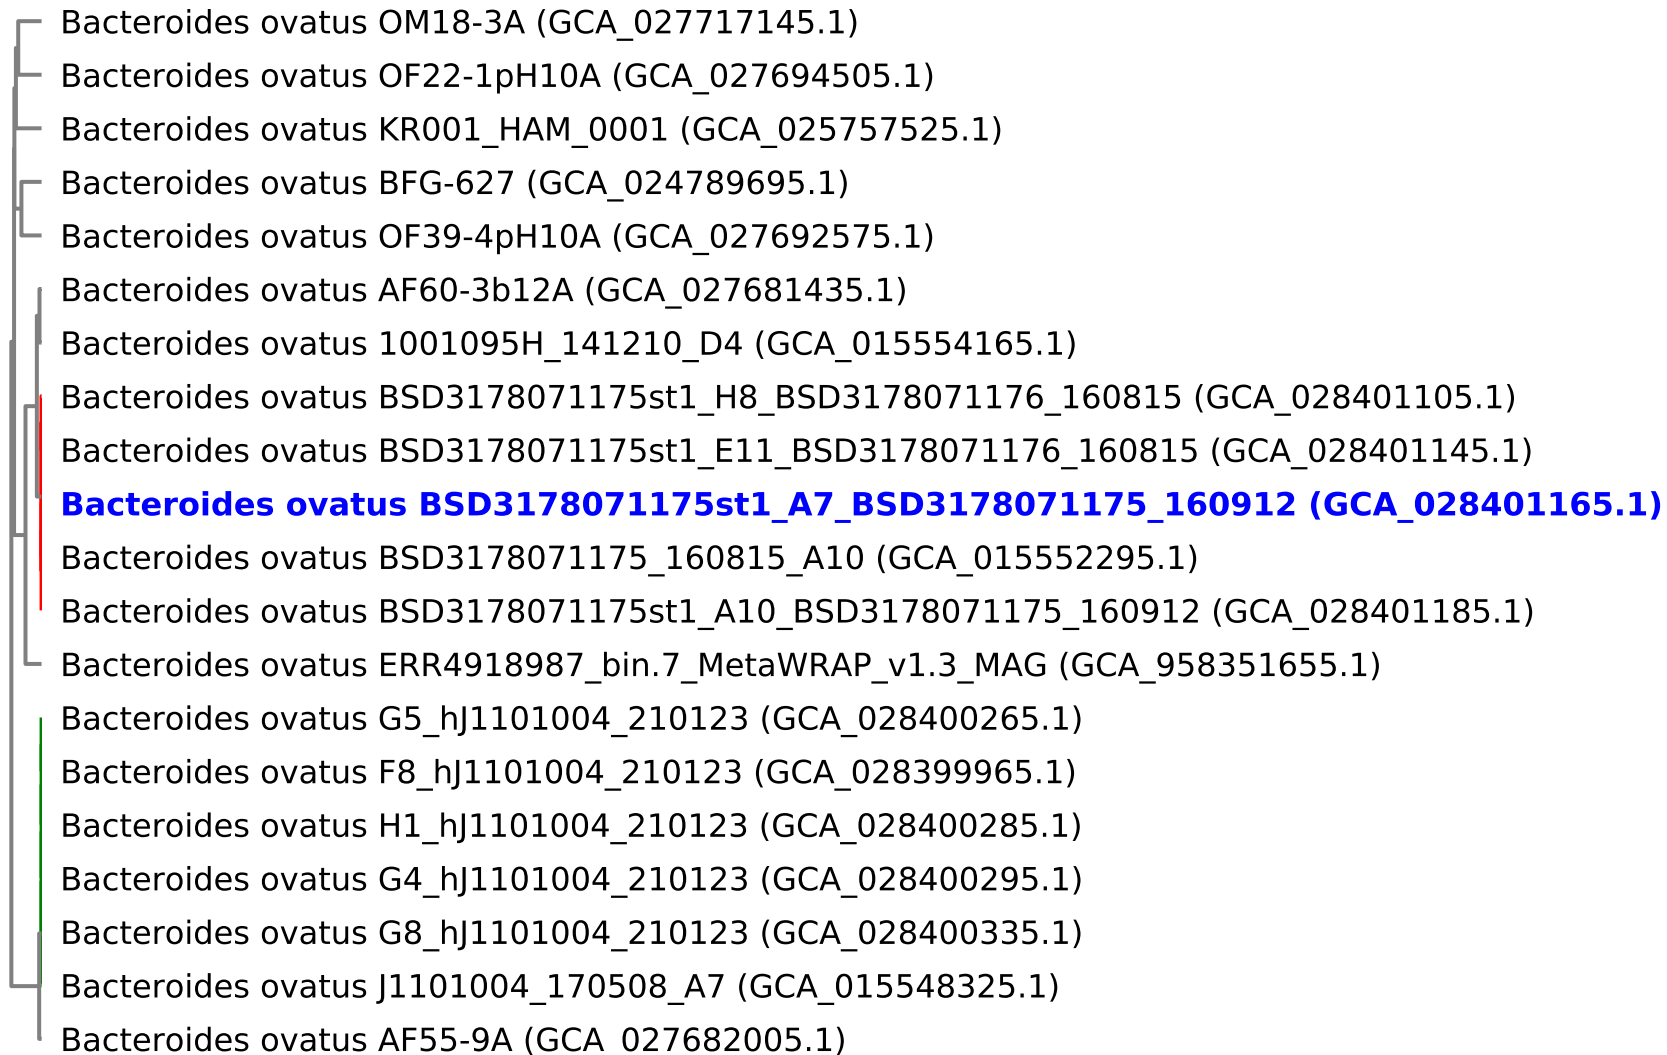 Bacteroides ovatus OM18-3A (GCA_027717145.1)
Bacteroides ovatus OF22-1pH10A (GCA_027694505.1)
Bacteroides ovatus KR001_HAM_0001 (GCA_025757525.1)
Bacteroides ovatus BFG-627 (GCA_024789695.1)
Bacteroides ovatus OF39-4pH10A (GCA_027692575.1)
Bacteroides ovatus AF60-3b12A (GCA_027681435.1)
Bacteroides ovatus 1001095H_141210_D4 (GCA_015554165.1)
Bacteroides ovatus BSD3178071175st1_H8_BSD3178071176_160815 (GCA_028401105.1)
Bacteroides ovatus BSD3178071175st1_E11_BSD3178071176_160815 (GCA_028401145.1)
Bacteroides ovatus BSD3178071175st1_A7_BSD3178071175_160912 (GCA_028401165.1)
Bacteroides ovatus BSD3178071175_160815_A10 (GCA_015552295.1)
Bacteroides ovatus BSD3178071175st1_A10_BSD3178071175_160912 (GCA_028401185.1)
Bacteroides ovatus ERR4918987_bin.7_MetaWRAP_v1.3_MAG (GCA_958351655.1)
Bacteroides ovatus G5_hJ1101004_210123 (GCA_028400265.1)
Bacteroides ovatus F8_hJ1101004_210123 (GCA_028399965.1)
Bacteroides ovatus H1_hJ1101004_210123 (GCA_028400285.1)
Bacteroides ovatus G4_hJ1101004_210123 (GCA_028400295.1)
Bacteroides ovatus G8_hJ1101004_210123 (GCA_028400335.1)
Bacteroides ovatus J1101004_170508_A7 (GCA_015548325.1)
Bacteroides ovatus AF55-9A (GCA_027682005.1)